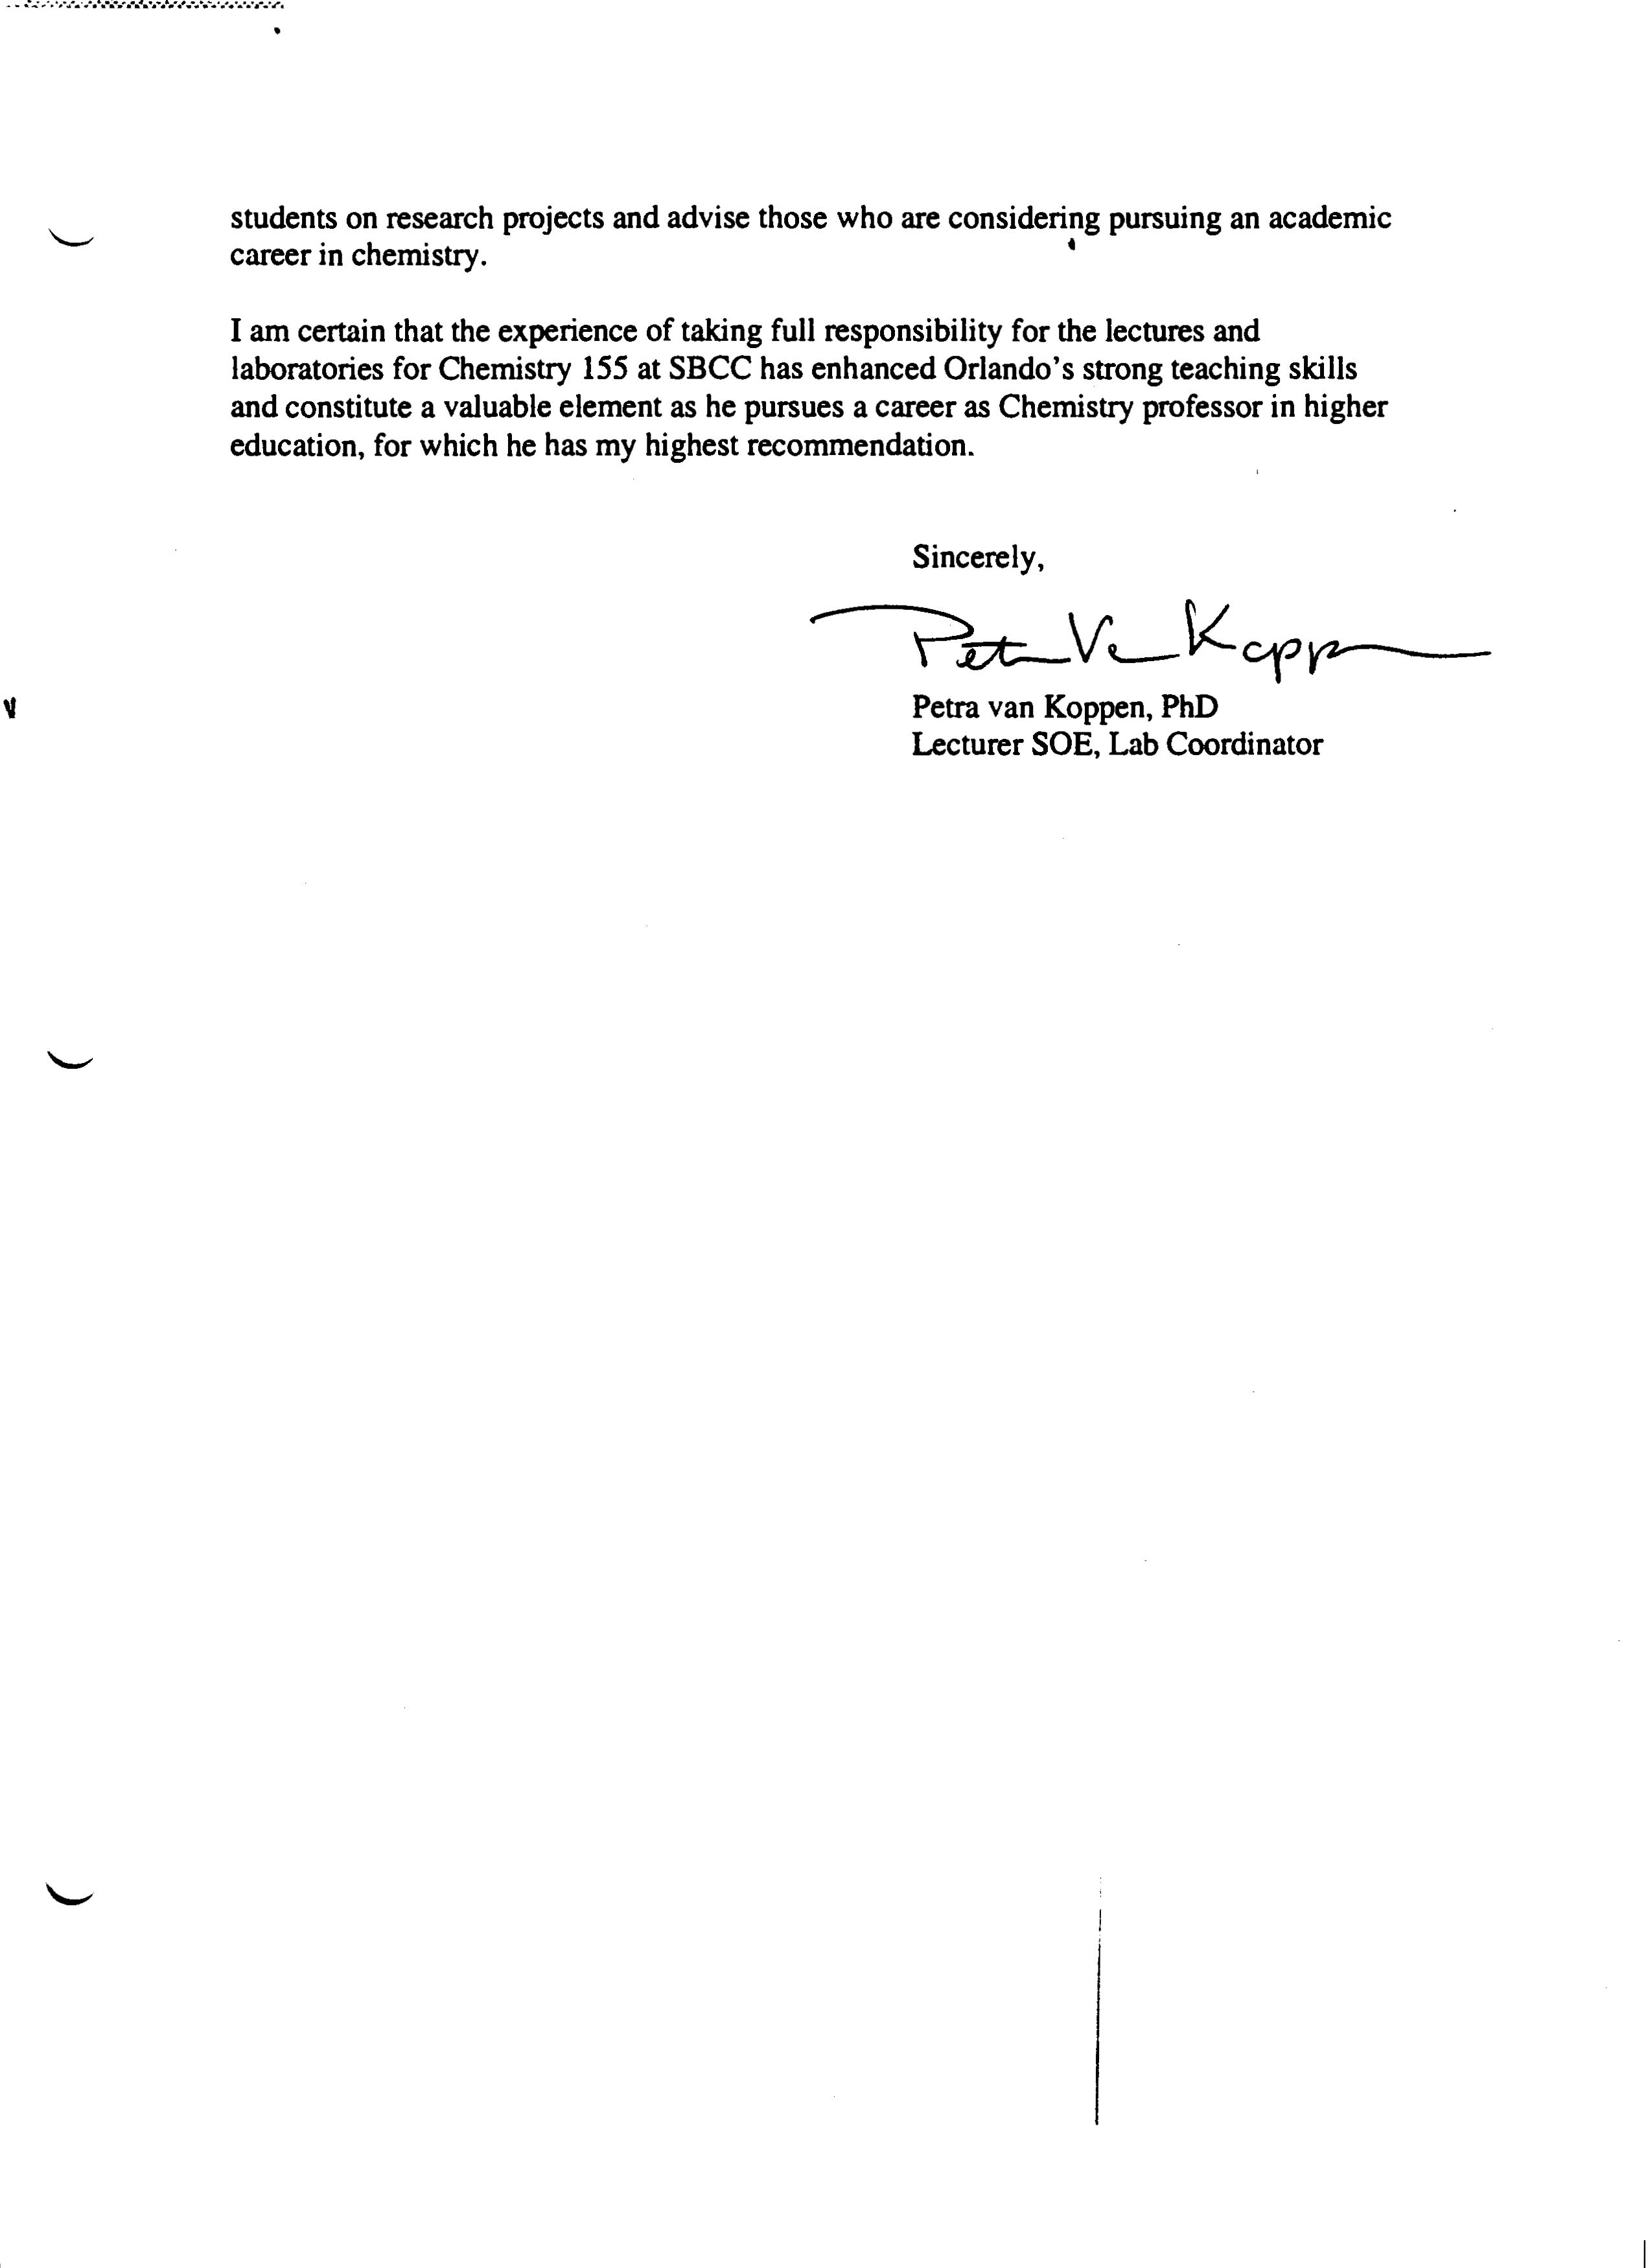 students on research projects and advise those who are considering pursuing an academic
career in chemistry.
I am certain that the experience of taking full responsibility for the lectures and
laboratories for Chemistry 155 at SBCC has enhanced Orlando's strong teaching skills
and constitute a valuable element as he pursues a career as Chemistry professor in higher
education, for which he has my highest recommendation.
Sincerely,
Petra van Koppen, PhD
Lecturer SOE, Lab Coordinator